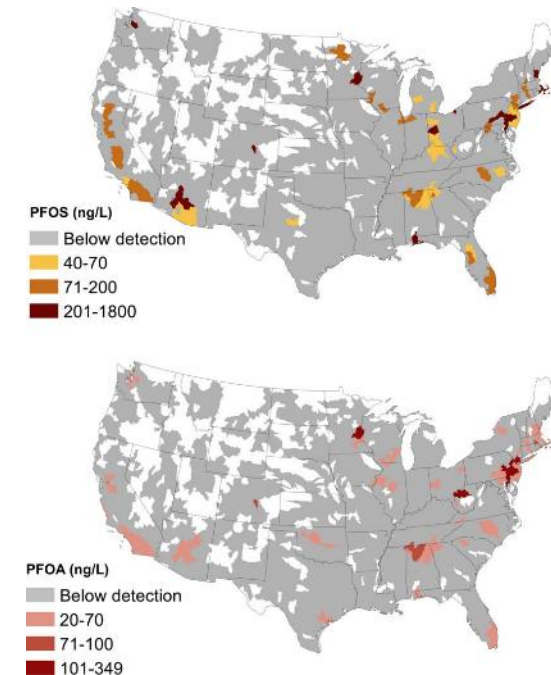 PFOS (ng/L)
Below detection
40-70
71-200
201-1800
PFOA (ng/L)
Below detection
20-70
71-100
101-349